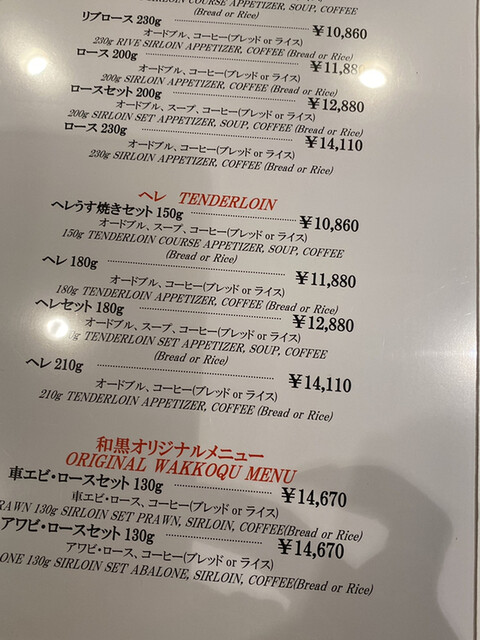 COURSE APPETIZER, SOUP, COFFEE
(Bread or Rice)
リブロース 230g ¥10,860
オードブル、コーヒー(ブレッド or ライス)
230g RIVE SIRLOIN APPETIZER, COFFEE (Bread or Rice)
ロース 200g ¥11,880
オードブル、コーヒー(ブレッド or ライス)
200g SIRLOIN APPETIZER, COFFEE (Bread or Rice)
ロースセット 200g ¥12,880
オードブル、スープ、コーヒー(ブレッド or ライス)
200g SIRLOIN SET APPETIZER, SOUP, COFFEE (Bread or Rice)
ロース 230g ¥14,110
オードブル、コーヒー(ブレッド or ライス)
230g SIRLOIN APPETIZER, COFFEE (Bread or Rice)
ヘレ TENDERLOIN
ヘレうす焼きセット 150g ¥10,860
オードブル、スープ、コーヒー(ブレッド or ライス)
150g TENDERLOIN COURSE APPETIZER, SOUP, COFFEE
(Bread or Rice)
ヘレ 180g ¥11,880
オードブル、コーヒー(ブレッド or ライス)
180g TENDERLOIN APPETIZER, COFFEE (Bread or Rice)
ヘレセット 180g ¥12,880
オードブル、スープ、コーヒー(ブレッド or ライス)
TENDERLOIN SET APPETIZER, SOUP, COFFEE
(Bread or Rice)
ヘレ 210g ¥14,110
オードブル、コーヒー(ブレッド or ライス)
210g TENDERLOIN APPETIZER, COFFEE (Bread or Rice)
和黒オリジナルメニュー
ORIGINAL WAKKOQU MENU
車エビ・ロースセット 130g ¥14,670
車エビ・ロース、コーヒー(ブレッド or ライス)
RAWN 130g SIRLOIN SET PRAWN, SIRLOIN, COFFEE(Bread or Rice)
アワビ・ロースセット 130g ¥14,670
アワビ・ロース、コーヒー(ブレッド or ライス)
ONE 130g SIRLOIN SET ABALONE, SIRLOIN, COFFEE(Bread or Rice)